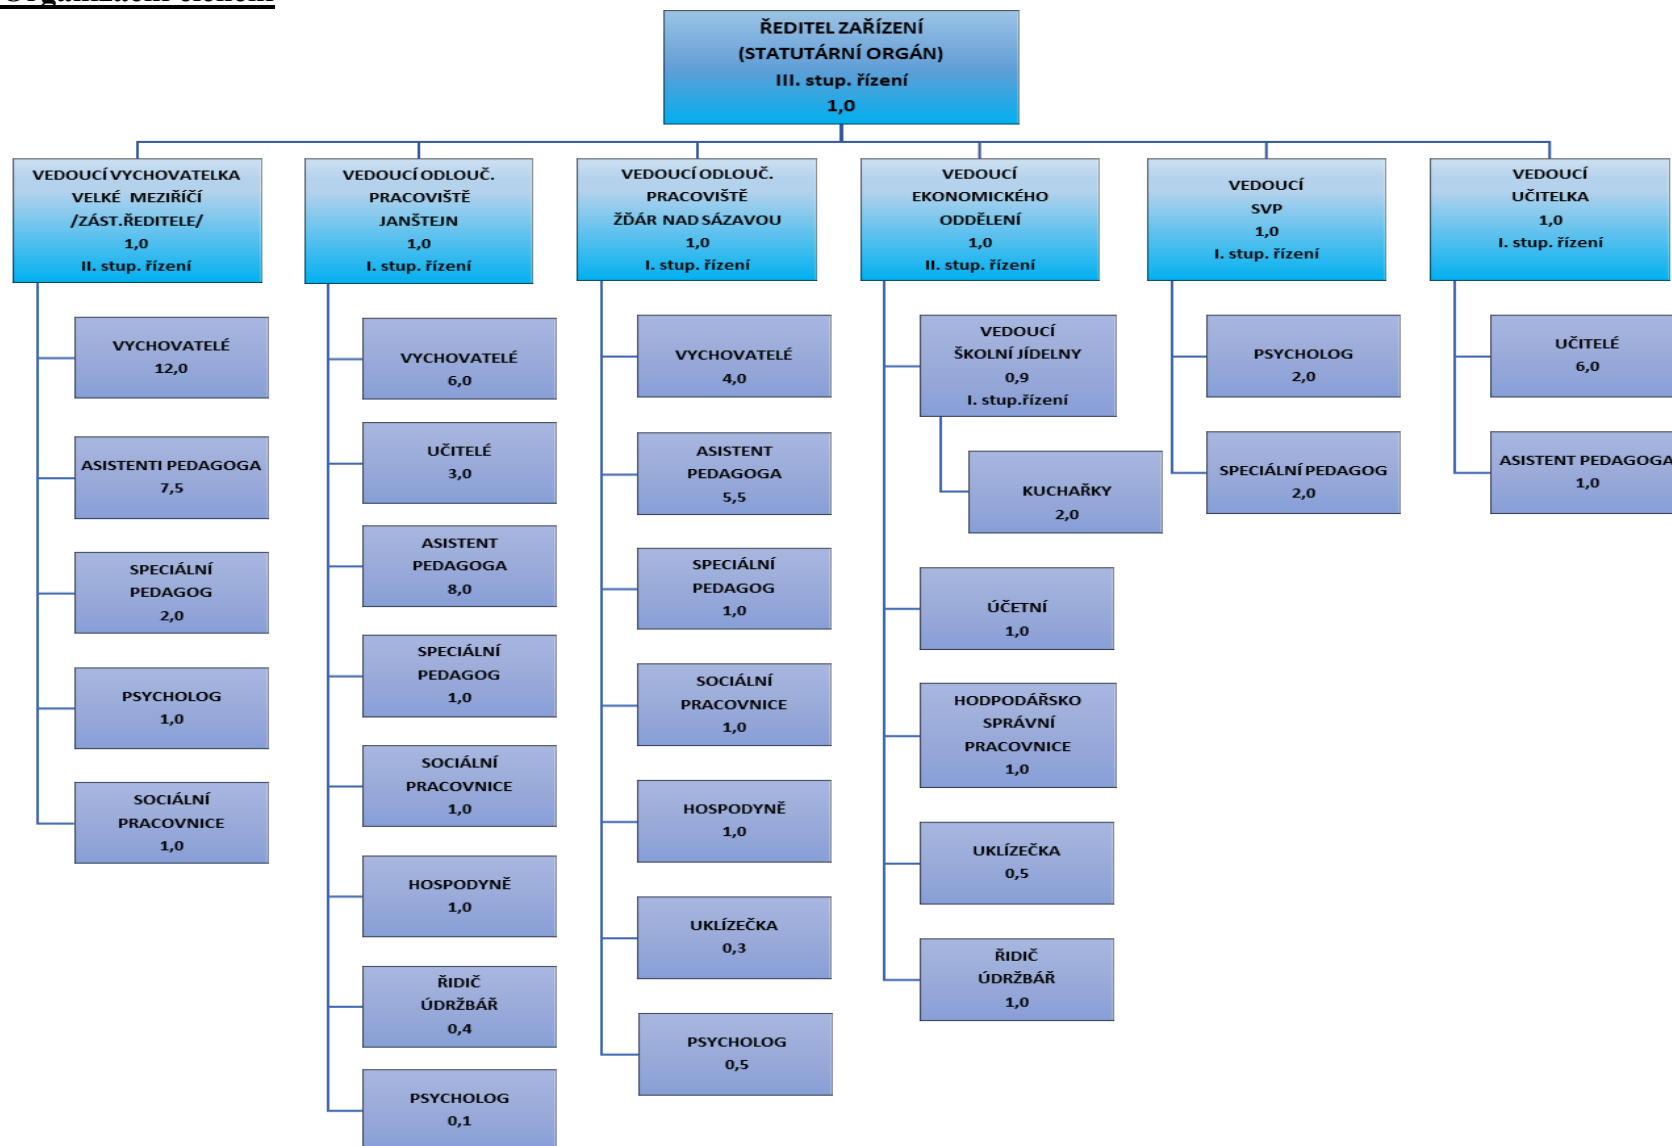 Organizační členění
ŘEDITEL ZAŘÍZENÍ
(STATUTÁRNÍ ORGÁN)
III. stup. řízení
1,0
VEDOUCÍ VYCHOVATELKA
VELKÉ MEZIŘÍČÍ
/ZÁST.ŘEDITELE/
1,0
II. stup. řízení
VYCHOVATELÉ
12,0
ASISTENTI PEDAGOGA
7,5
SPECIÁLNÍ
PEDAGOG
2,0
PSYCHOLOG
1,0
SOCIÁLNÍ
PRACOVNICE
1,0
VEDOUCÍ ODLOUČ.
PRACOVIŠTĚ
JANŠTEJN
1,0
I. stup. řízení
VYCHOVATELÉ
6,0
UČITELÉ
3,0
ASISTENT
PEDAGOGA
8,0
SPECIÁLNÍ
PEDAGOG
1,0
SOCIÁLNÍ
PRACOVNICE
1,0
HOSPODYNĚ
1,0
ŘIDIČ
ÚDRŽBÁŘ
0,4
PSYCHOLOG
0,1
VEDOUCÍ ODLOUČ.
PRACOVIŠTĚ
ŽĎÁR NAD SÁZAVOU
1,0
I. stup. řízení
VYCHOVATELÉ
4,0
ASISTENT
PEDAGOGA
5,5
SPECIÁLNÍ
PEDAGOG
1,0
SOCIÁLNÍ
PRACOVNICE
1,0
HOSPODYNĚ
1,0
UKLÍZEČKA
0,3
PSYCHOLOG
0,5
VEDOUCÍ
EKONOMICKÉHO
ODDĚLENÍ
1,0
II. stup. řízení
VEDOUCÍ
ŠKOLNÍ JÍDELNY
0,9
I. stup.řízení
KUCHAŘKY
2,0
ÚČETNÍ
1,0
HODPODÁŘSKO
SPRÁVNÍ
PRACOVNICE
1,0
UKLÍZEČKA
0,5
ŘIDIČ
ÚDRŽBÁŘ
1,0
VEDOUCÍ
SVP
1,0
I. stup. řízení
PSYCHOLOG
2,0
SPECIÁLNÍ PEDAGOG
2,0
VEDOUCÍ
UČITELKA
1,0
I. stup. řízení
UČITELÉ
6,0
ASISTENT PEDAGOGA
1,0